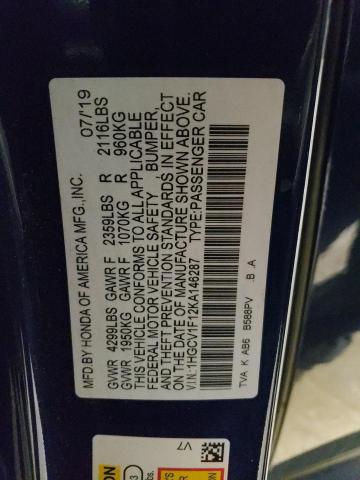 MFD.BY HONDA OF AMERICA MFG.,INC. 07/'19
GVWR 4299LBS GAWR F 2359LBS R 2116LBS
GVWR 1950KG GAWR F 1070KG R 960KG
THIS VEHICLE CONFORMS TO ALL APPLICABLE
FEDERAL MOTOR VEHICLE SAFETY, BUMPER,
AND THEFT PREVENTION STANDARDS IN EFFECT
ON THE DATE OF MANUFACTURE SHOWN ABOVE.
V.I.N.:1HGCV1F12KA146287 TYPE:PASSENGER CAR
TVA K AB6 B588PV .B .A
V7